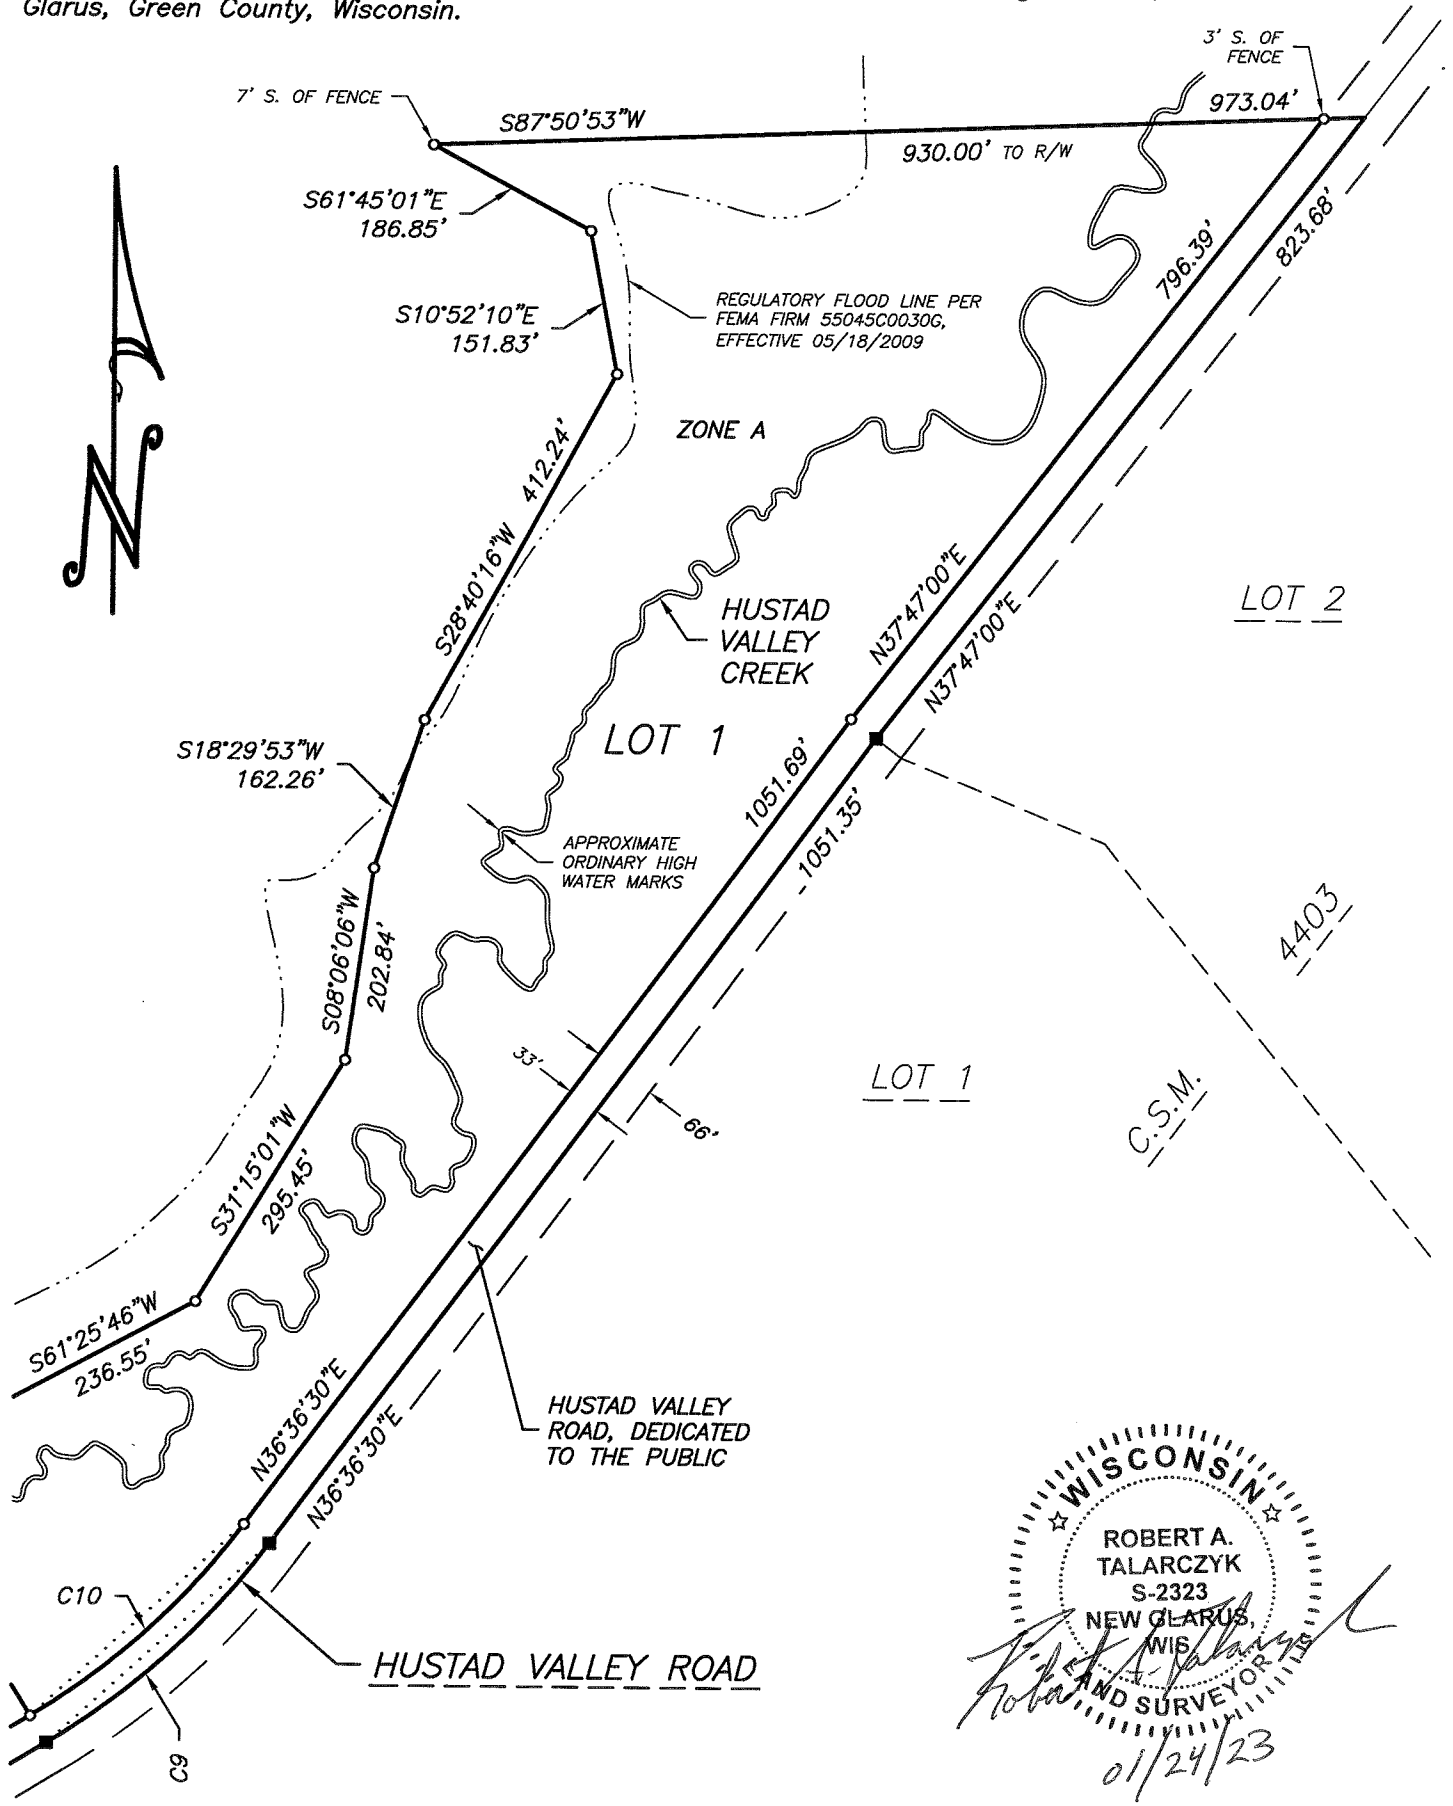 Glarus, Green County, Wisconsin.
3' S. OF
FENCE
7' S. OF FENCE
S87°50'53"W
973.04'
930.00' TO R/W
S61°45'01"E
186.85'
S10°52'10"E
151.83'
REGULATORY FLOOD LINE PER
FEMA FIRM 55045C0030G,
EFFECTIVE 05/18/2009
796.39'
823.68'
ZONE A
412.24'
S28°40'16"W
N
HUSTAD
VALLEY
CREEK
N37°47'00"E
N37°47'00"E
LOT 2
LOT 1
S18°29'53"W
162.26'
1051.69'
1051.35'
APPROXIMATE
ORDINARY HIGH
WATER MARKS
S08°06'06"W
202.84'
4403
33'
66'
LOT 1
C.S.M.
S31°15'01"W
295.45'
S61°25'46"W
236.55'
N36°36'30"E
N36°36'30"E
HUSTAD VALLEY
ROAD, DEDICATED
TO THE PUBLIC
C10
C9
HUSTAD VALLEY ROAD
WISCONSIN
ROBERT A.
TALARCZYK
S-2323
NEW GLARUS,
WIS.
LAND SURVEYOR
Robert A. Talarczyk
01/24/23